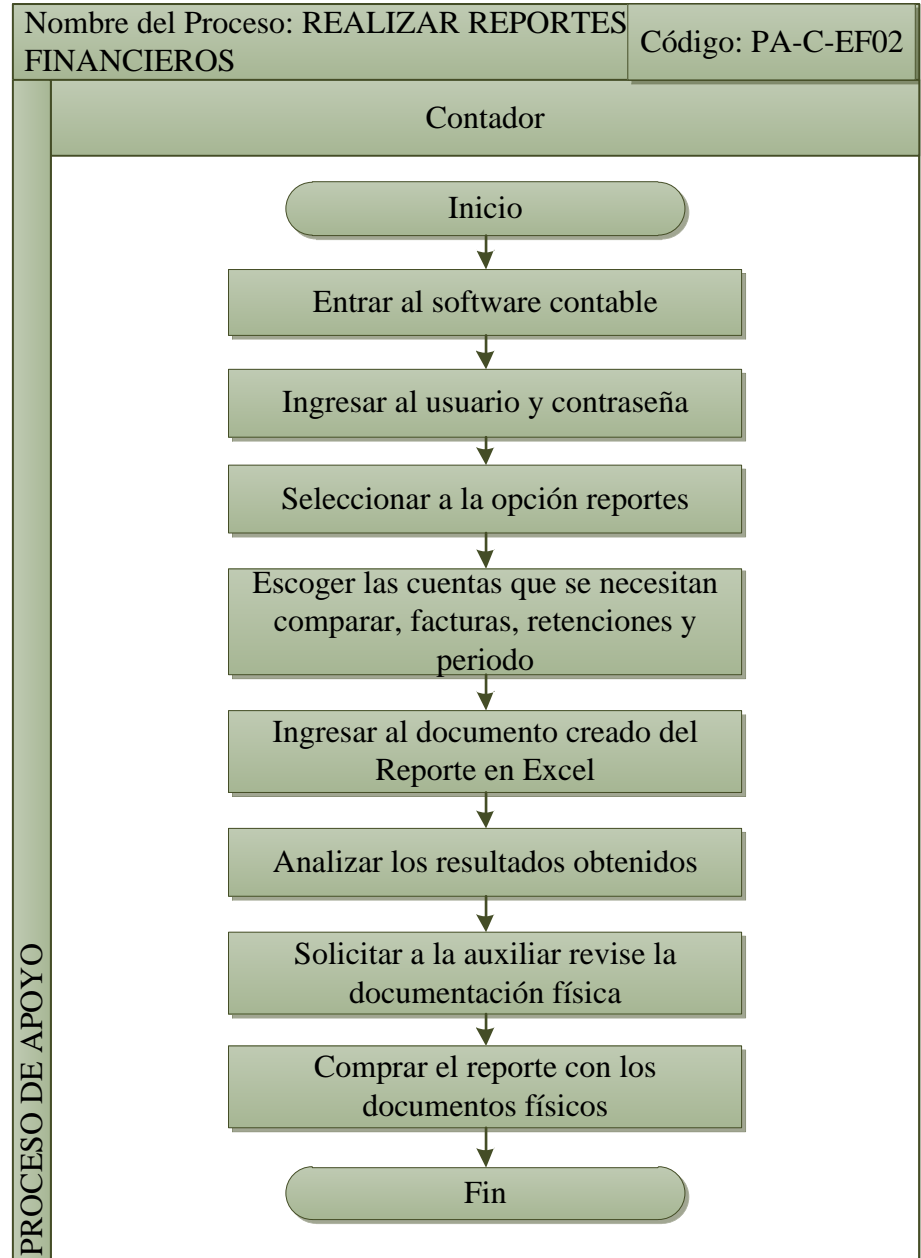 Nombre del Proceso: REALIZAR REPORTES
FINANCIEROS
Código: PA-C-EF02
PROCESO DE APOYO
Contador
Inicio
Entrar al software contable
Ingresar al usuario y contraseña
Seleccionar a la opción reportes
Escoger las cuentas que se necesitan
comparar, facturas, retenciones y
periodo
Ingresar al documento creado del
Reporte en Excel
Analizar los resultados obtenidos
Solicitar a la auxiliar revise la
documentación física
Comprar el reporte con los
documentos físicos
Fin